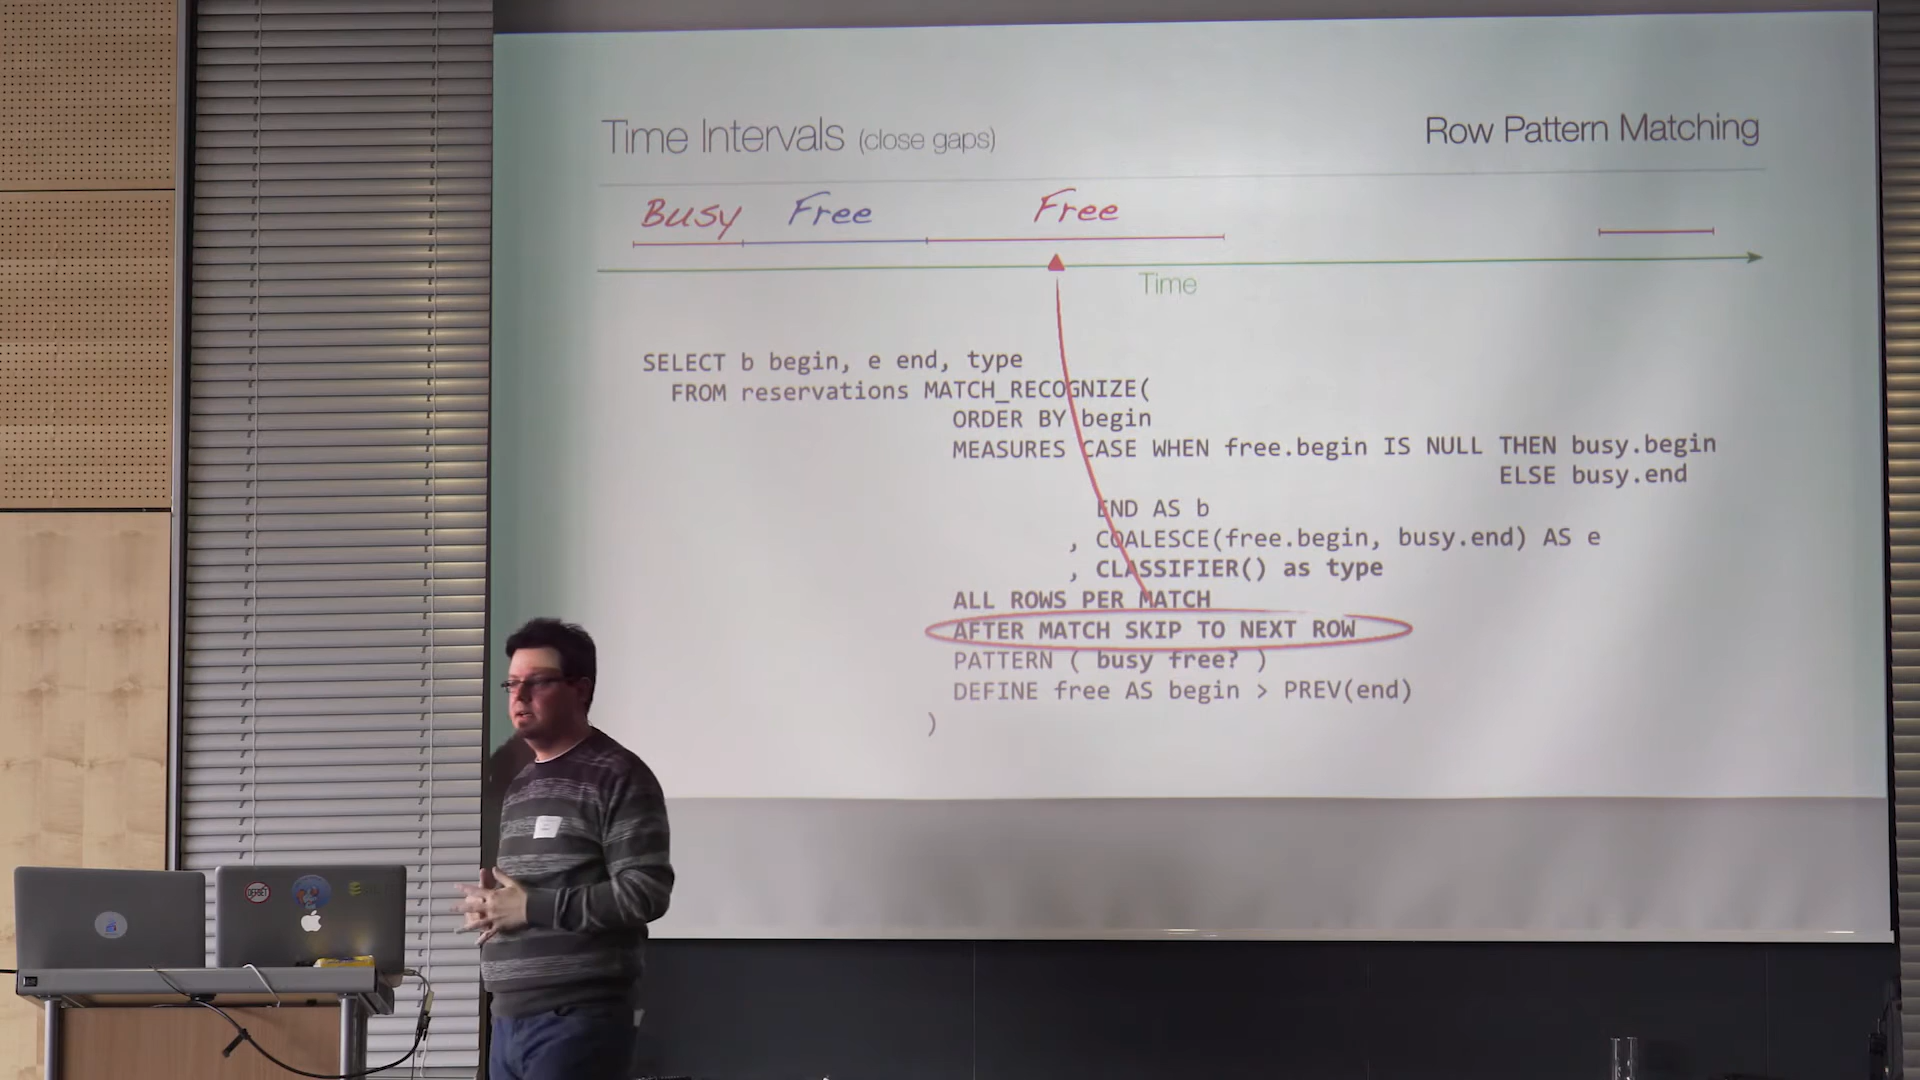 Time Intervals (close gaps)
Row Pattern Matching
Busy Free Free
Time
SELECT b begin, e end, type
FROM reservations MATCH_RECOGNIZE(
ORDER BY begin
MEASURES CASE WHEN free.begin IS NULL THEN busy.begin
ELSE busy.end
END AS b
, COALESCE(free.begin, busy.end) AS e
, CLASSIFIER() as type
ALL ROWS PER MATCH
AFTER MATCH SKIP TO NEXT ROW
PATTERN ( busy free? )
DEFINE free AS begin > PREV(end)
)